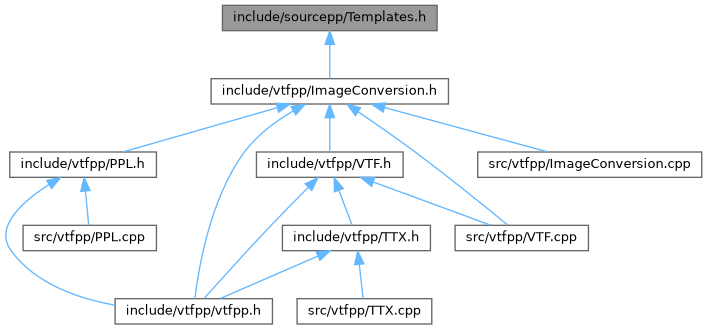 include/sourcepp/Templates.h
include/vtfpp/ImageConversion.h
include/vtfpp/PPL.h
include/vtfpp/VTF.h
src/vtfpp/ImageConversion.cpp
src/vtfpp/PPL.cpp
include/vtfpp/TTX.h
src/vtfpp/VTF.cpp
include/vtfpp/vtfpp.h
src/vtfpp/TTX.cpp